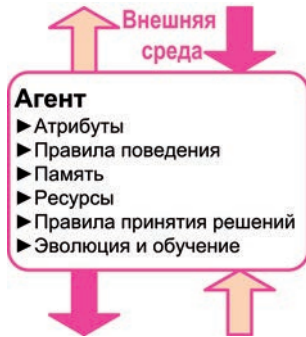 Внешняя
среда
Агент
►Атрибуты
►Правила поведения
►Память
►Ресурсы
►Правила принятия решений
►Эволюция и обучение